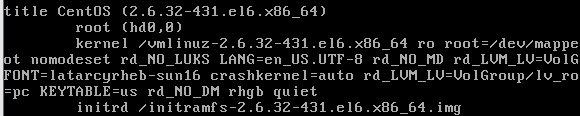 title CentOS (2.6.32-431.el6.x86_64)
root (hd0,0)
kernel /vmlinuz-2.6.32-431.el6.x86_64 ro root=/dev/mappe
ot nomodeset rd_NO_LUKS LANG=en_US.UTF-8 rd_NO_MD rd_LVM_LV=VolG
FONT=latarcyrheb-sun16 crashkernel=auto rd_LVM_LV=VolGroup/lv_ro
=pc KEYTABLE=us rd_NO_DM rhgb quiet
initrd /initramfs-2.6.32-431.el6.x86_64.img